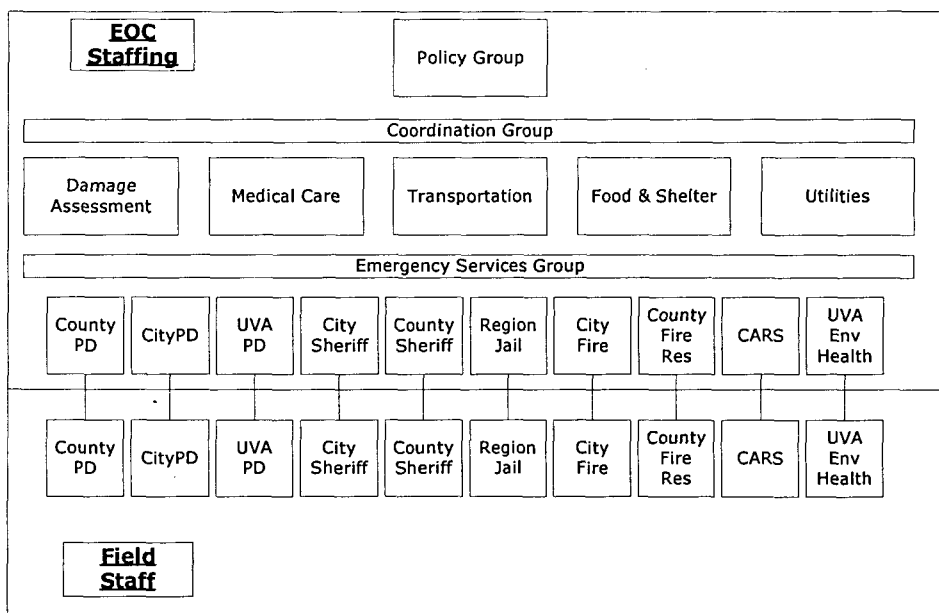 EOC
Staffing
Policy Group
Coordination Group
Damage
Assessment
Medical Care
Transportation
Food & Shelter
Utilities
Emergency Services Group
County
PD
CityPD
UVA
PD
City
Sheriff
County
Sheriff
Region
Jail
City
Fire
County
Fire
Res
CARS
UVA
Env
Health
County
PD
CityPD
UVA
PD
City
Sheriff
County
Sheriff
Region
Jail
City
Fire
County
Fire
Res
CARS
UVA
Env
Health
Field
Staff